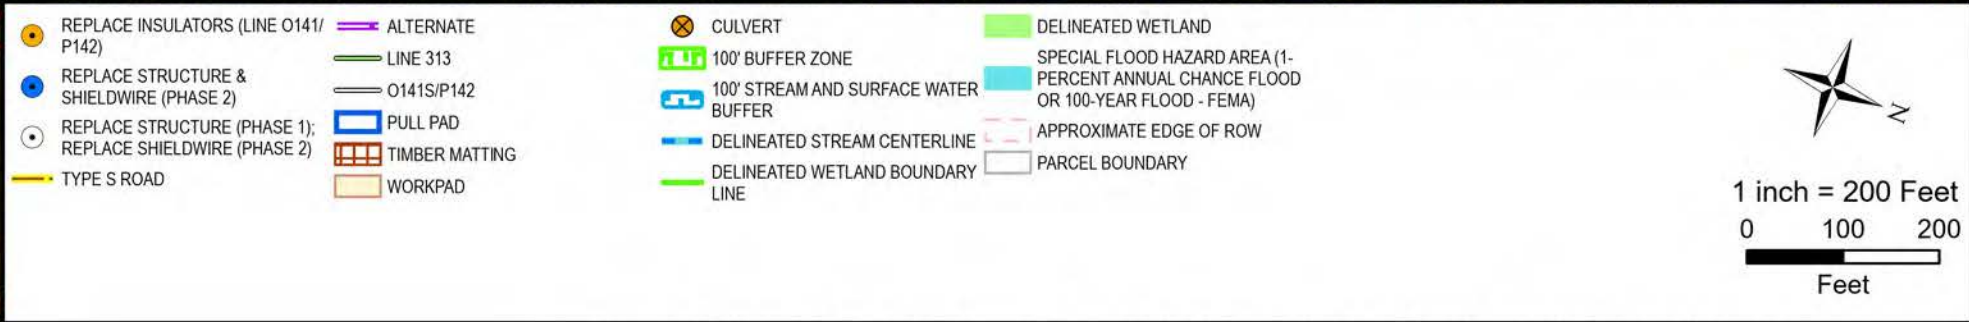 REPLACE INSULATORS (LINE O141/
P142)
REPLACE STRUCTURE &
SHIELDWIRE (PHASE 2)
REPLACE STRUCTURE (PHASE 1);
REPLACE SHIELDWIRE (PHASE 2)
TYPE S ROAD
ALTERNATE
LINE 313
O141S/P142
PULL PAD
TIMBER MATTING
WORKPAD
CULVERT
100' BUFFER ZONE
100' STREAM AND SURFACE WATER
BUFFER
DELINEATED STREAM CENTERLINE
DELINEATED WETLAND BOUNDARY
LINE
DELINEATED WETLAND
SPECIAL FLOOD HAZARD AREA (1-
PERCENT ANNUAL CHANCE FLOOD
OR 100-YEAR FLOOD - FEMA)
APPROXIMATE EDGE OF ROW
PARCEL BOUNDARY
N
1 inch = 200 Feet
0 100 200
Feet